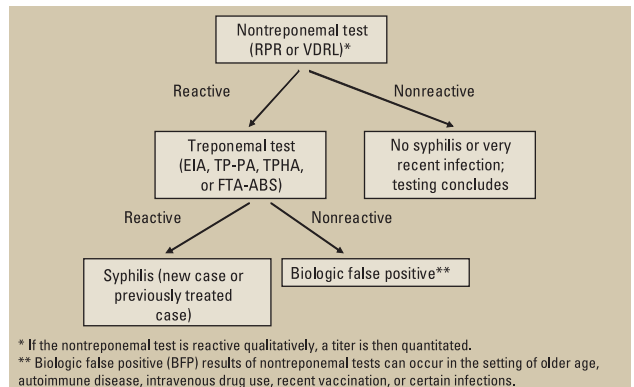 Nontreponemal test
(RPR or VDRL)*
Reactive
Nonreactive
Treponemal test
(EIA, TP-PA, TPHA,
or FTA-ABS)
No syphilis or very
recent infection;
testing concludes
Reactive
Nonreactive
Syphilis (new case or
previously treated
case)
Biologic false positive**
* If the nontreponemal test is reactive qualitatively, a titer is then quantitated.
** Biologic false positive (BFP) results of nontreponemal tests can occur in the setting of older age,
autoimmune disease, intravenous drug use, recent vaccination, or certain infections.